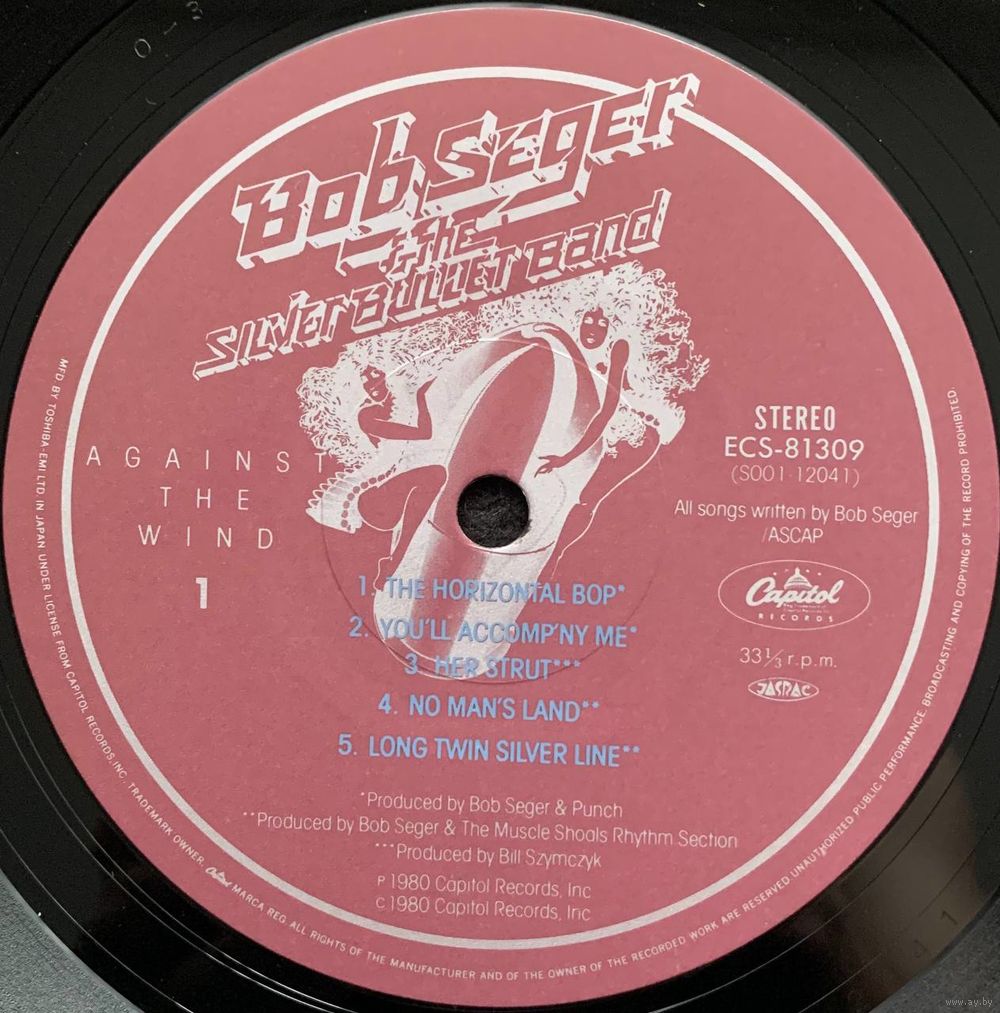 Bob Seger
& The
Silver Bullet Band
AGAINST
THE
WIND
1
STEREO
ECS-81309
(S001·12041)
All songs written by Bob Seger
/ASCAP
Capitol
RECORDS
33⅓ r.p.m.
JASRAC
1. THE HORIZONTAL BOP*
2. YOU'LL ACCOMP'NY ME*
3. HER STRUT***
4. NO MAN'S LAND**
5. LONG TWIN SILVER LINE**
*Produced by Bob Seger & Punch
**Produced by Bob Seger & The Muscle Shoals Rhythm Section
***Produced by Bill Szymczyk
℗ 1980 Capitol Records, Inc
© 1980 Capitol Records, Inc
MFD. BY TOSHIBA-EMI LTD. IN JAPAN UNDER LICENSE FROM CAPITOL RECORDS, INC., TRADEMARK OWNER, Capitol MARCA REG. ALL RIGHTS OF THE MANUFACTURER AND OF THE OWNER OF THE RECORDED WORK ARE RESERVED. UNAUTHORIZED PUBLIC PERFORMANCE, BROADCASTING AND COPYING OF THE RECORD PROHIBITED.
www.ay.by